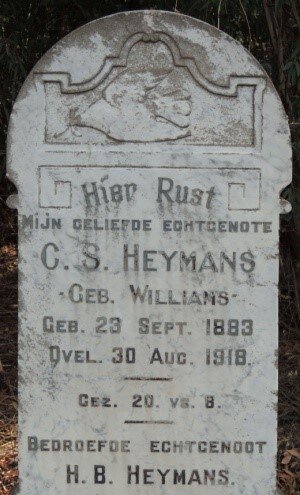 Hier Rust
Mijn geliefde echtgenote
C. S. Heymans
Geb. Willians
Geb. 23 Sept. 1883
Ovel. 30 Aug. 1918.
Gez. 20. vs. 8.
Bedroefde echtgenoot
H. B. Heymans.